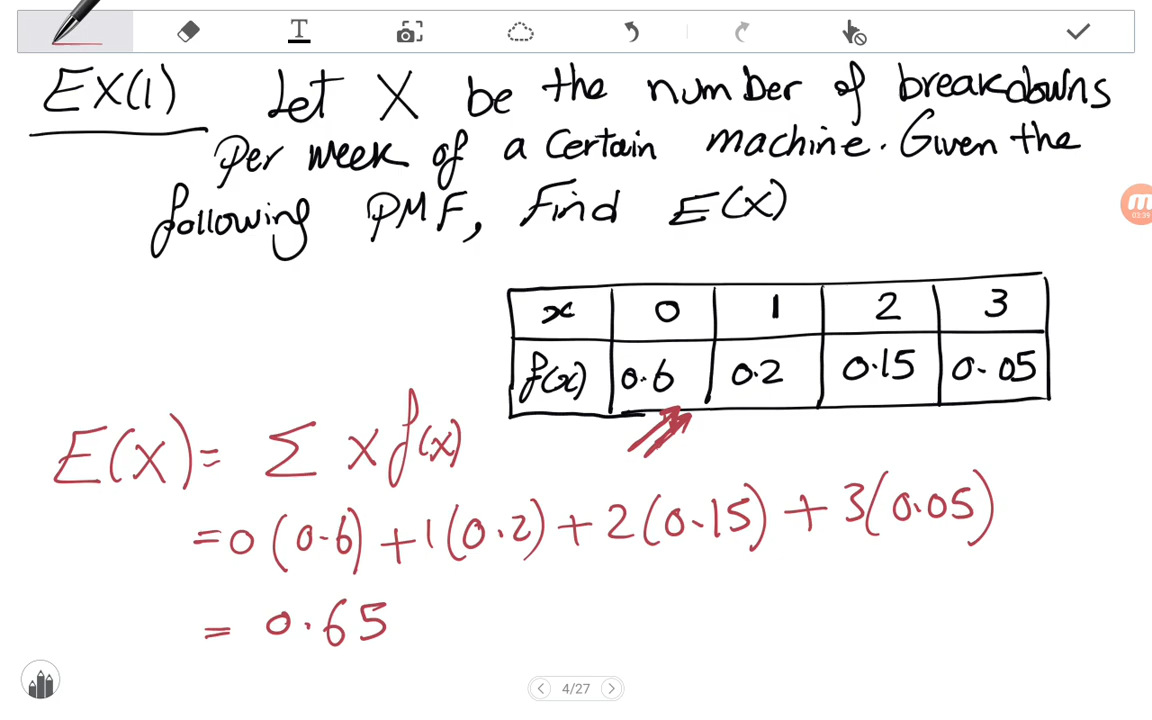 T
EX(1) Let X be the number of breakdowns
Per week of a certain machine. Given the
following PMF, Find E(X)
03:39
x 0 1 2 3
f(x) 0.6 0.2 0.15 0.05
E(X) = Σ x f(x)
= 0(0.6) + 1(0.2) + 2(0.15) + 3(0.05)
= 0.65
4/27